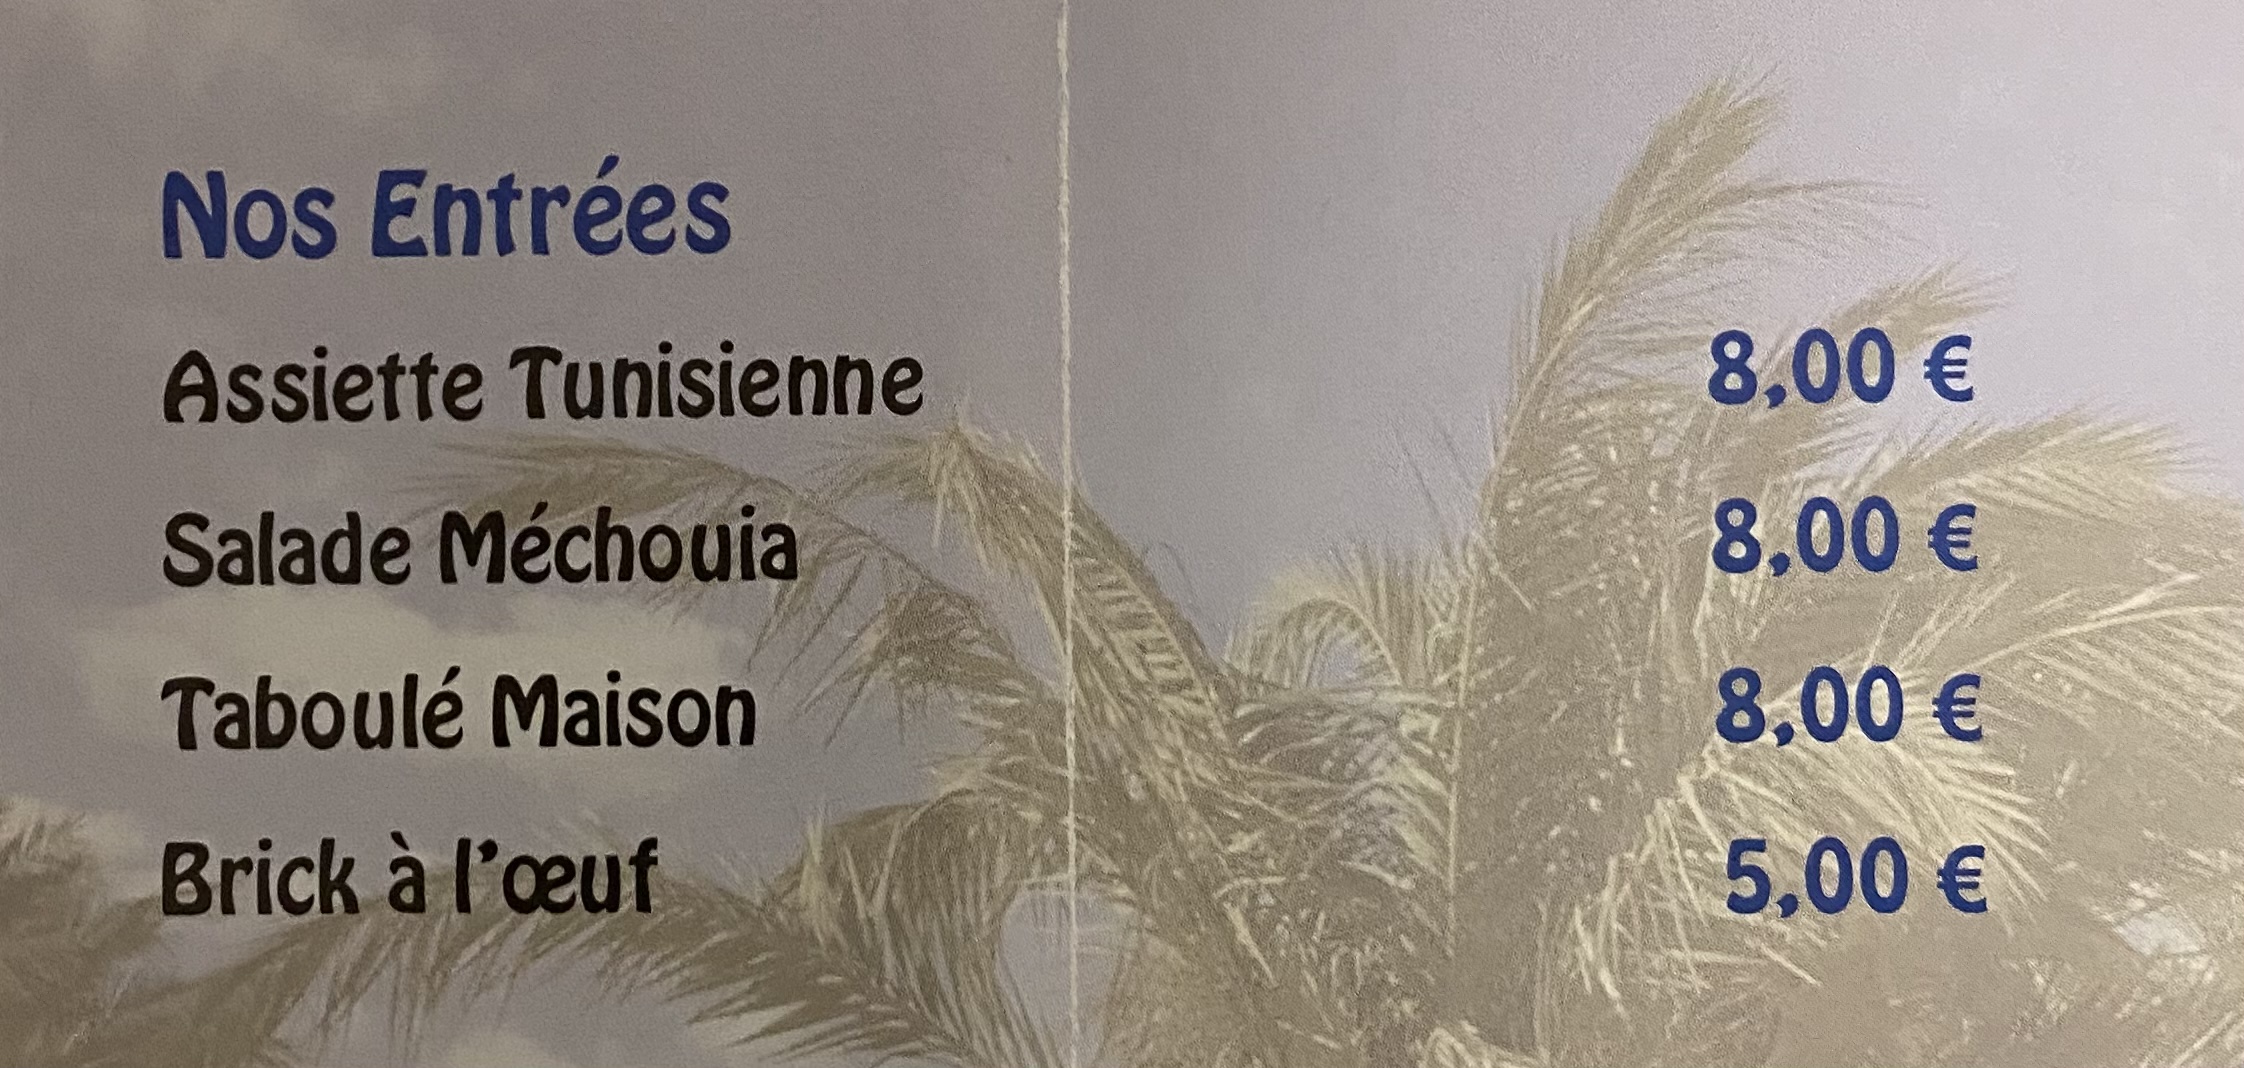 Nos Entrées
Assiette Tunisienne 8,00 €
Salade Méchouia 8,00 €
Taboulé Maison 8,00 €
Brick à l’œuf 5,00 €